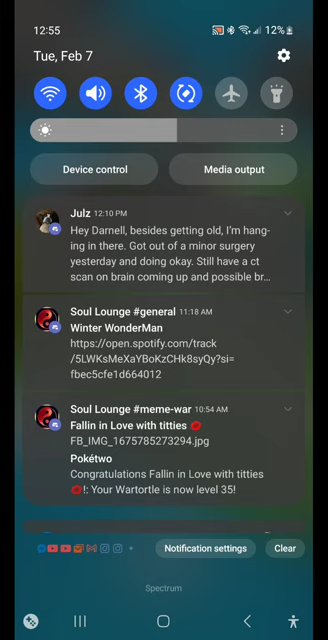 12:55
12%
Tue, Feb 7
Device control
Media output
Julz 12:10 PM
Hey Darnell, besides getting old, I'm hang-
ing in there. Got out of a minor surgery
yesterday and doing okay. Still have a ct
scan on brain coming up and possible br...
Soul Lounge #general 11:18 AM
Winter WonderMan
https://open.spotify.com/track
/5LWKsMeXaYBoKzCHk8syQy?si=
fbec5cfe1d664012
Soul Lounge #meme-war 10:54 AM
Fallin in Love with titties 💋
FB_IMG_1675785273294.jpg
Pokétwo
Congratulations Fallin in Love with titties
💋!: Your Wartortle is now level 35!
Notification settings
Clear
Spectrum